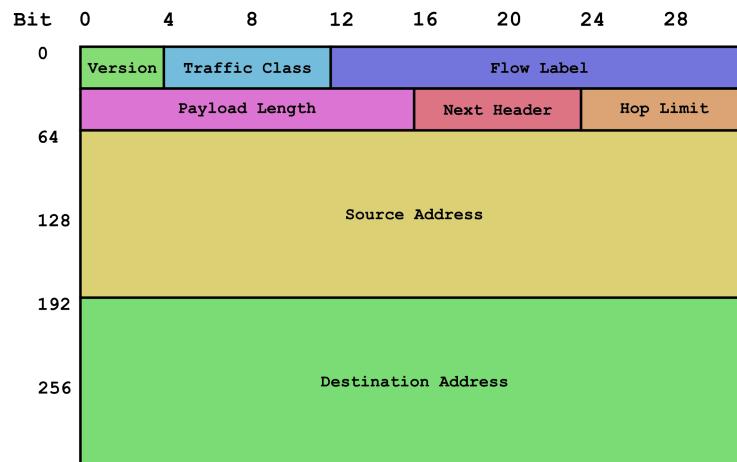 Bit 0 4 8 12 16 20 24 28
0 Version Traffic Class Flow Label
Payload Length Next Header Hop Limit
64
Source Address
128
192
Destination Address
256